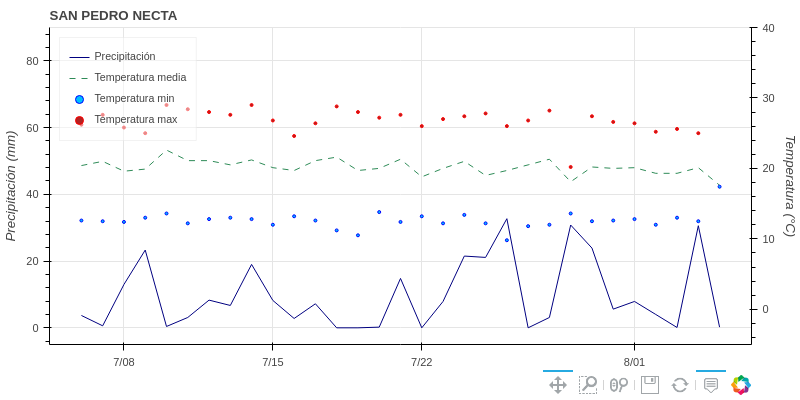 SAN PEDRO NECTA
Precipitación
Temperatura media
Temperatura min
Temperatura max
Precipitación (mm)
80
60
40
20
0
Temperatura (°C)
40
30
20
10
0
7/08
7/15
7/22
8/01